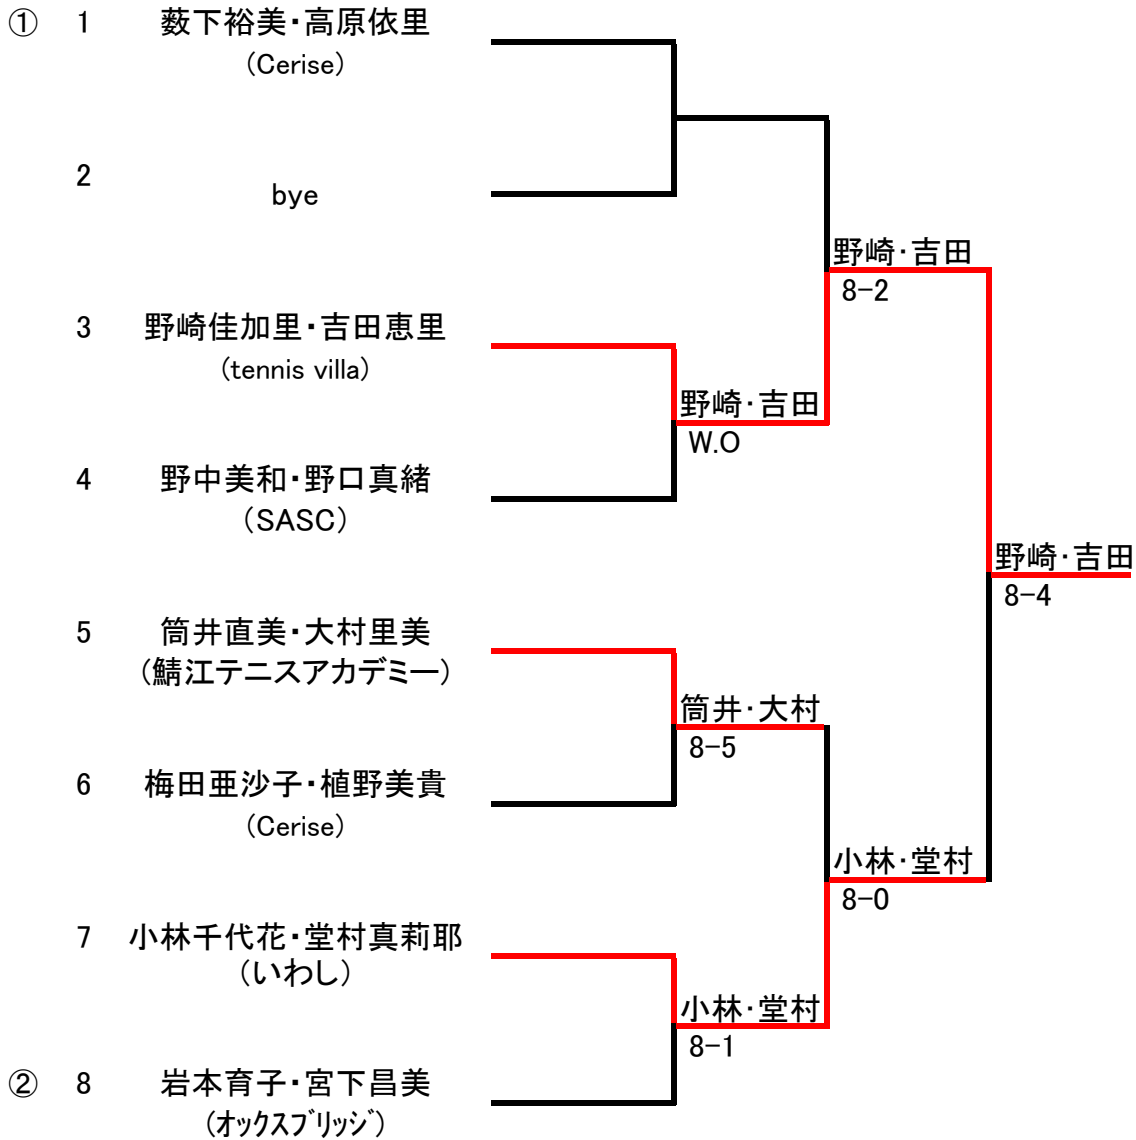 ① 1 薮下裕美・高原依里
(Cerise)
2 bye
野崎・吉田
8-2
3 野崎佳加里・吉田恵里
(tennis villa)
野崎・吉田
W.O
4 野中美和・野口真緒
(SASC)
野崎・吉田
8-4
5 筒井直美・大村里美
(鯖江テニスアカデミー)
筒井・大村
8-5
6 梅田亜沙子・植野美貴
(Cerise)
小林・堂村
8-0
7 小林千代花・堂村真莉耶
(いわし)
小林・堂村
8-1
② 8 岩本育子・宮下昌美
(オックスブリッジ)